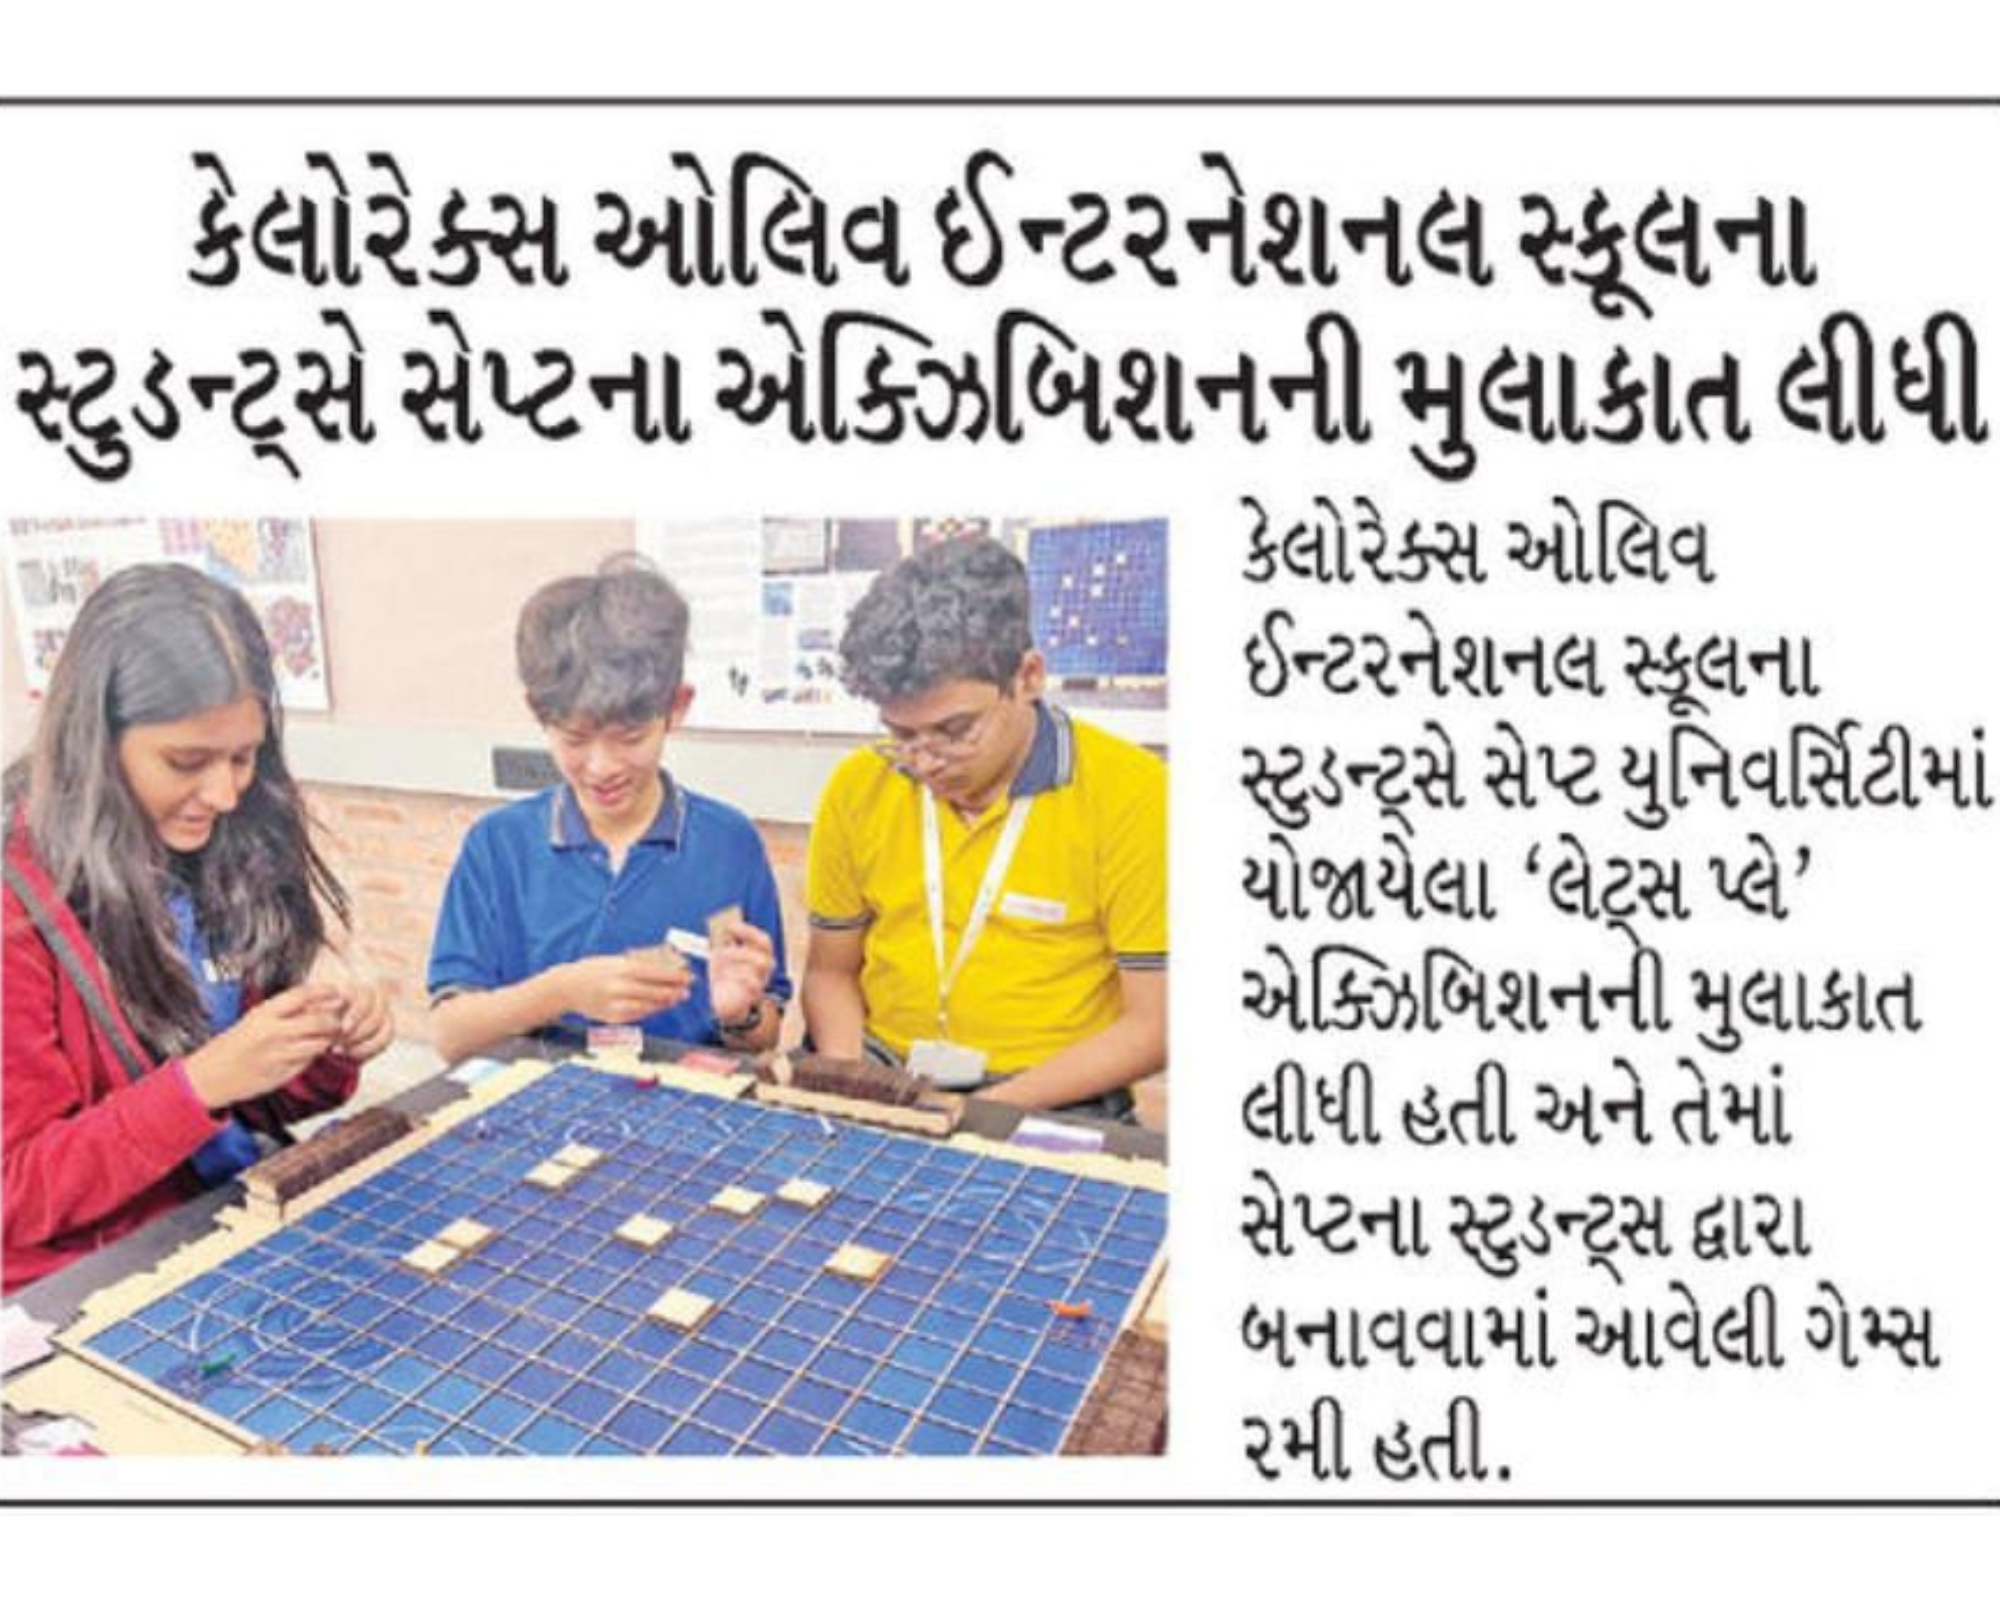 કેલોરેક્સ ઓલિવ ઈન્ટરનેશનલ સ્કૂલના
સ્ટુડન્ટ્સે સેપ્ટના એક્ઝિબિશનની મુલાકાત લીધી
કેલોરેક્સ ઓલિવ
ઈન્ટરનેશનલ સ્કૂલના
સ્ટુડન્ટ્સે સેપ્ટ યુનિવર્સિટીમાં
યોજાયેલા ‘લેટ્સ પ્લે’
એક્ઝિબિશનની મુલાકાત
લીધી હતી અને તેમાં
સેપ્ટના સ્ટુડન્ટ્સ દ્વારા
બનાવવામાં આવેલી ગેમ્સ
રમી હતી.